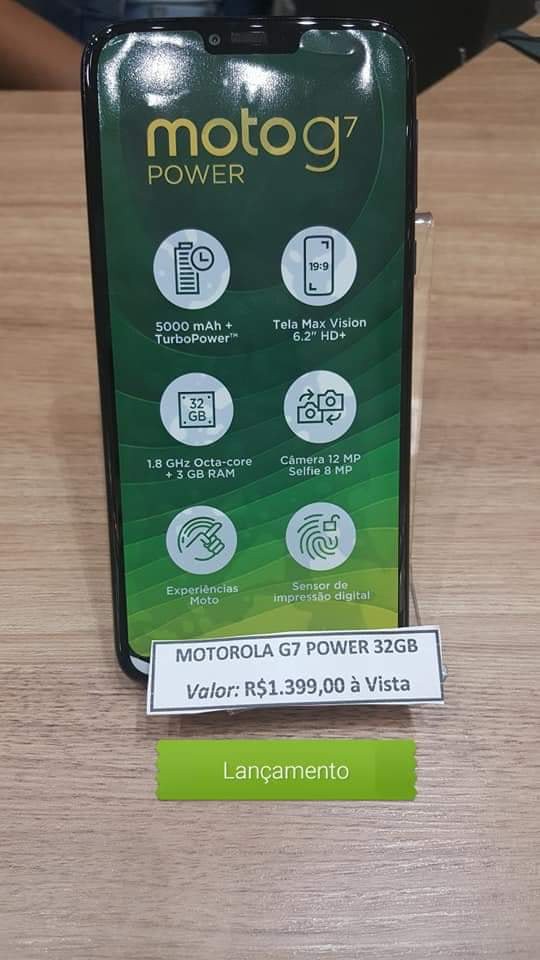 moto g7
POWER
5000 mAh +
TurboPower™
19:9
Tela Max Vision
6.2" HD+
32
GB
1.8 GHz Octa-core
+ 3 GB RAM
Câmera 12 MP
Selfie 8 MP
Experiências
Moto
Sensor de
impressão digital
MOTOROLA G7 POWER 32GB
Valor: R$1.399,00 à Vista
Lançamento